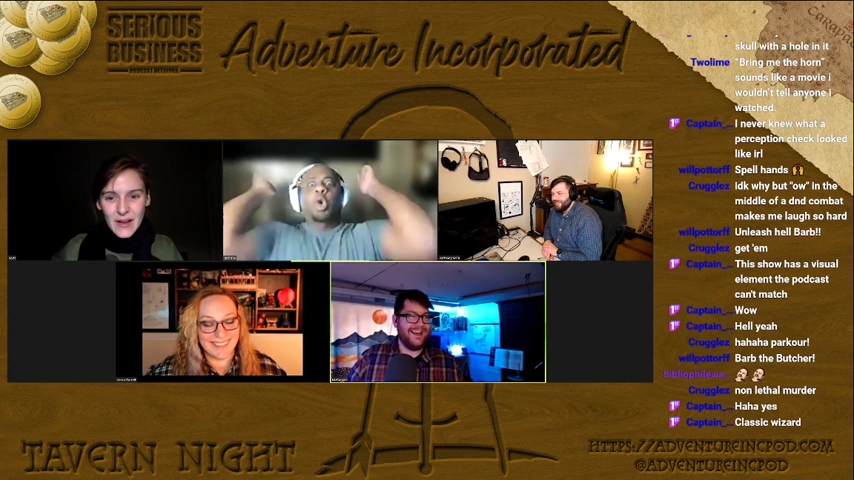 SERIOUS
BUSINESS
PODCAST NETWORK
Adventure Incorporated
CARAPAC
skull with a hole in it
Twolime "Bring me the horn"
sounds like a movie i
wouldn't tell anyone i
watched.
Captain_... I never knew what a
perception check looked
like irl
willpottorff Spell hands
Crugglez Idk why but "ow" in the
middle of a dnd combat
makes me laugh so hard
willpottorff Unleash hell Barb!!
Crugglez get 'em
Captain_... This show has a visual
element the podcast
can't match
Captain_... Wow
Captain_... Hell yeah
Crugglez hahaha parkour!
willpottorff Barb the Butcher!
Crugglez non lethal murder
Captain_... Haha yes
Captain_... Classic wizard
TAVERN NIGHT
HTTPS://ADVENTUREINCPOD.COM
@ADVENTUREINCPOD